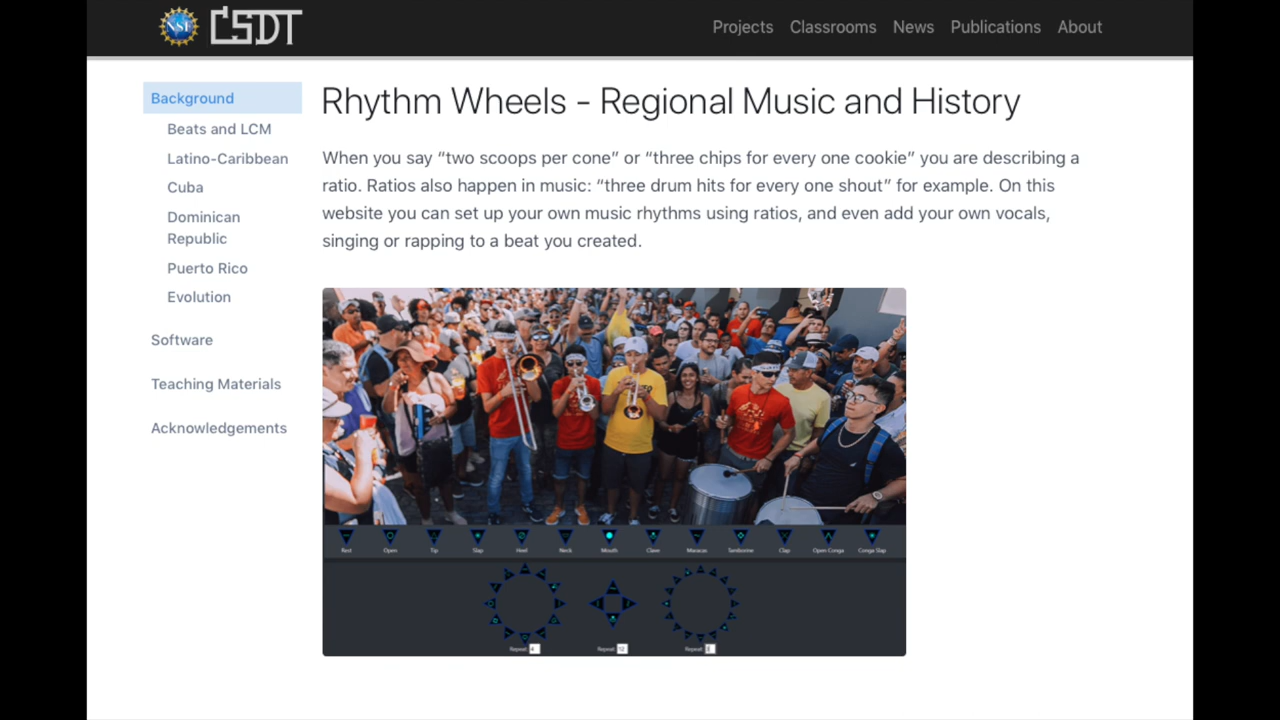 NSF CSDT Projects Classrooms News Publications About
Background
Beats and LCM
Latino-Caribbean
Cuba
Dominican
Republic
Puerto Rico
Evolution
Software
Teaching Materials
Acknowledgements
Rhythm Wheels - Regional Music and History
When you say “two scoops per cone” or “three chips for every one cookie” you are describing a
ratio. Ratios also happen in music: “three drum hits for every one shout” for example. On this
website you can set up your own music rhythms using ratios, and even add your own vocals,
singing or rapping to a beat you created.
Rest Open Tip Slap Heel Neck Mouth Clave Maracas Tamborine Clap Open Conga Conga Slap
Repeat: 4 Repeat: 12 Repeat: 3